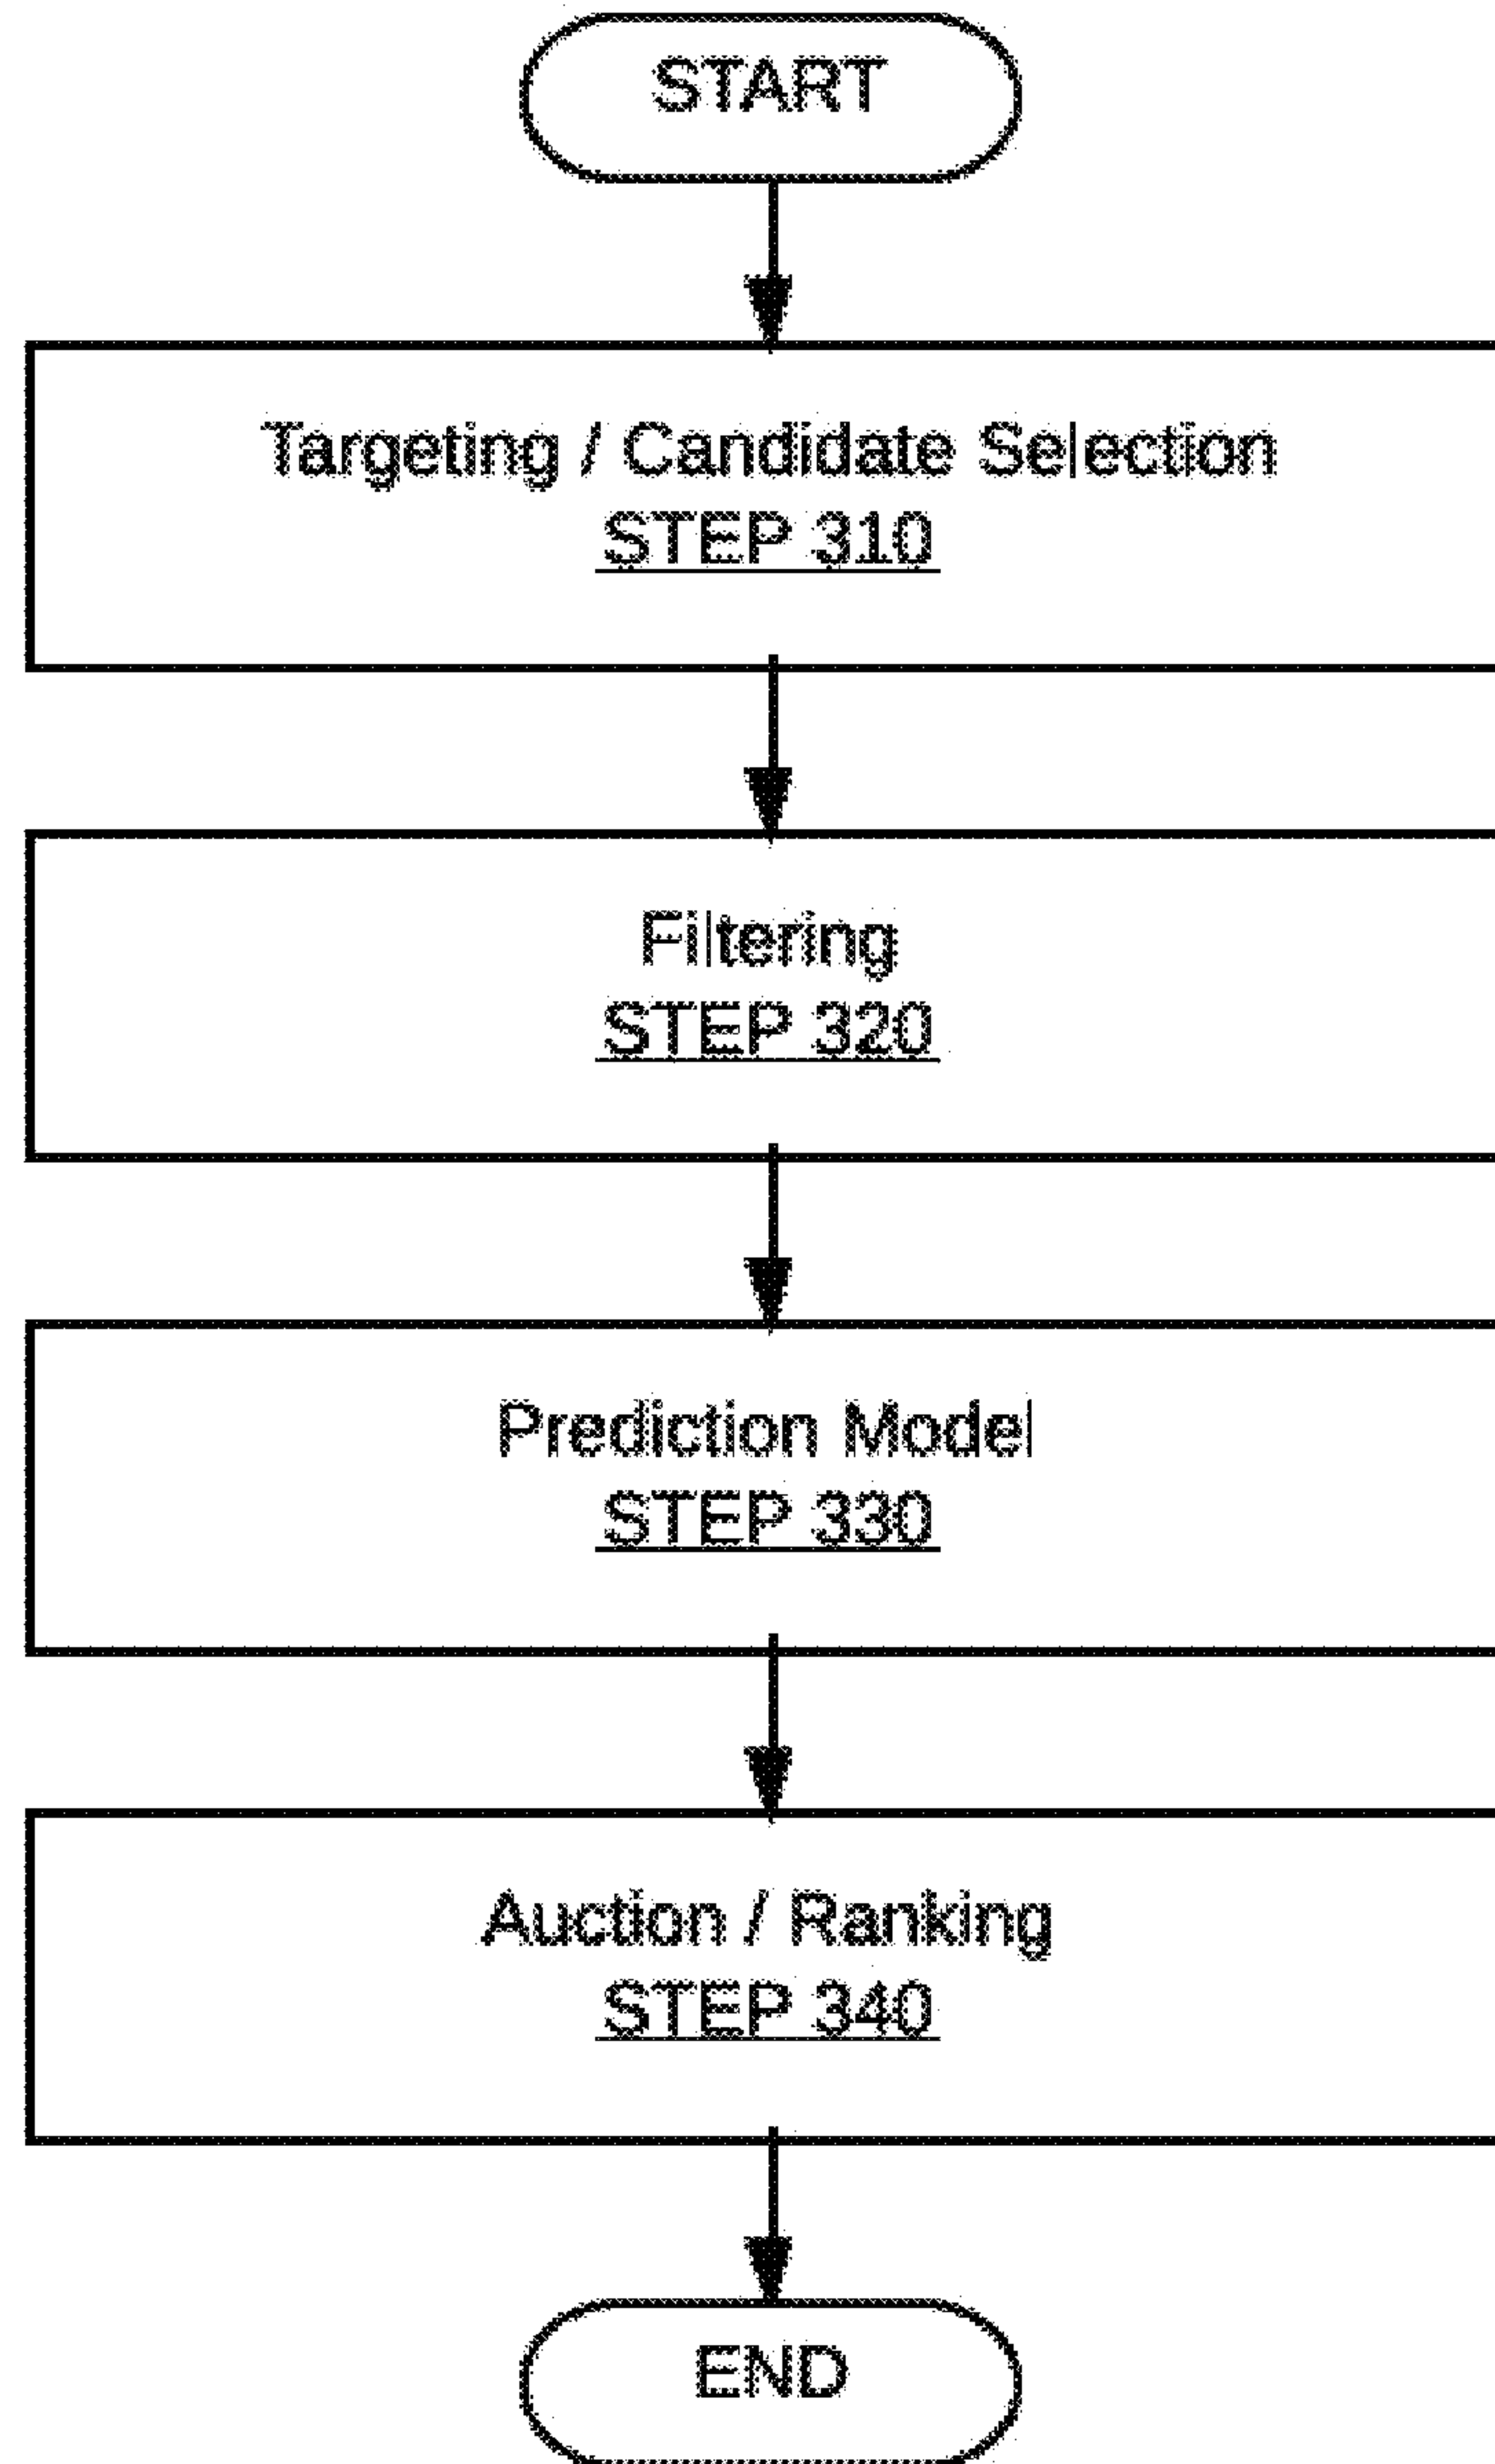 START
Targeting / Candidate Selection
STEP 310
Filtering
STEP 320
Prediction Model
STEP 330
Auction / Ranking
STEP 340
END